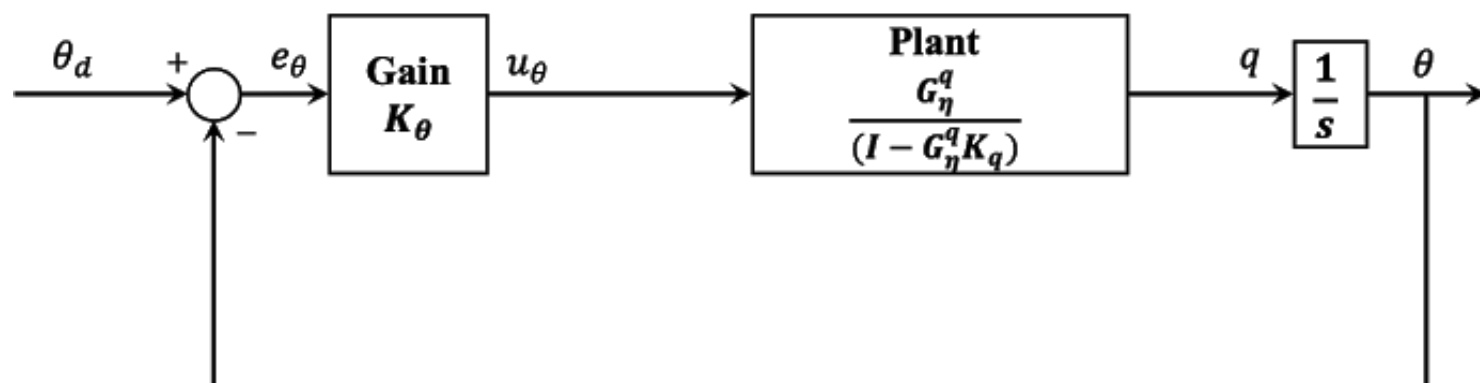 θ_d
+
−
e_θ
Gain
K_θ
u_θ
Plant
G_η^q
(I − G_η^q K_q)
q
1
s
θ